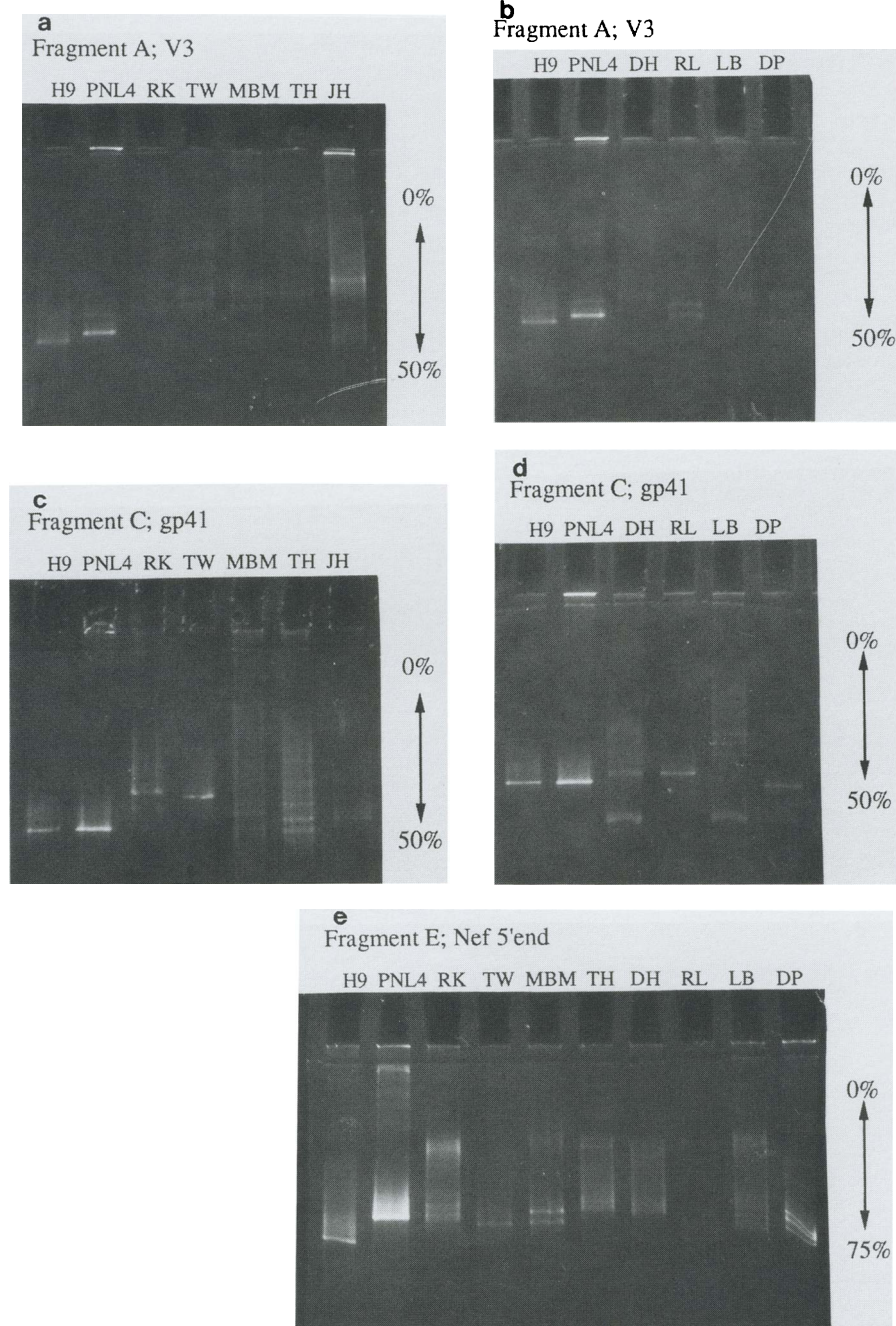 a
Fragment A; V3
H9 PNL4 RK TW MBM TH JH
0%
50%
b
Fragment A; V3
H9 PNL4 DH RL LB DP
0%
50%
c
Fragment C; gp41
H9 PNL4 RK TW MBM TH JH
0%
50%
d
Fragment C; gp41
H9 PNL4 DH RL LB DP
0%
50%
e
Fragment E; Nef 5'end
H9 PNL4 RK TW MBM TH DH RL LB DP
0%
75%